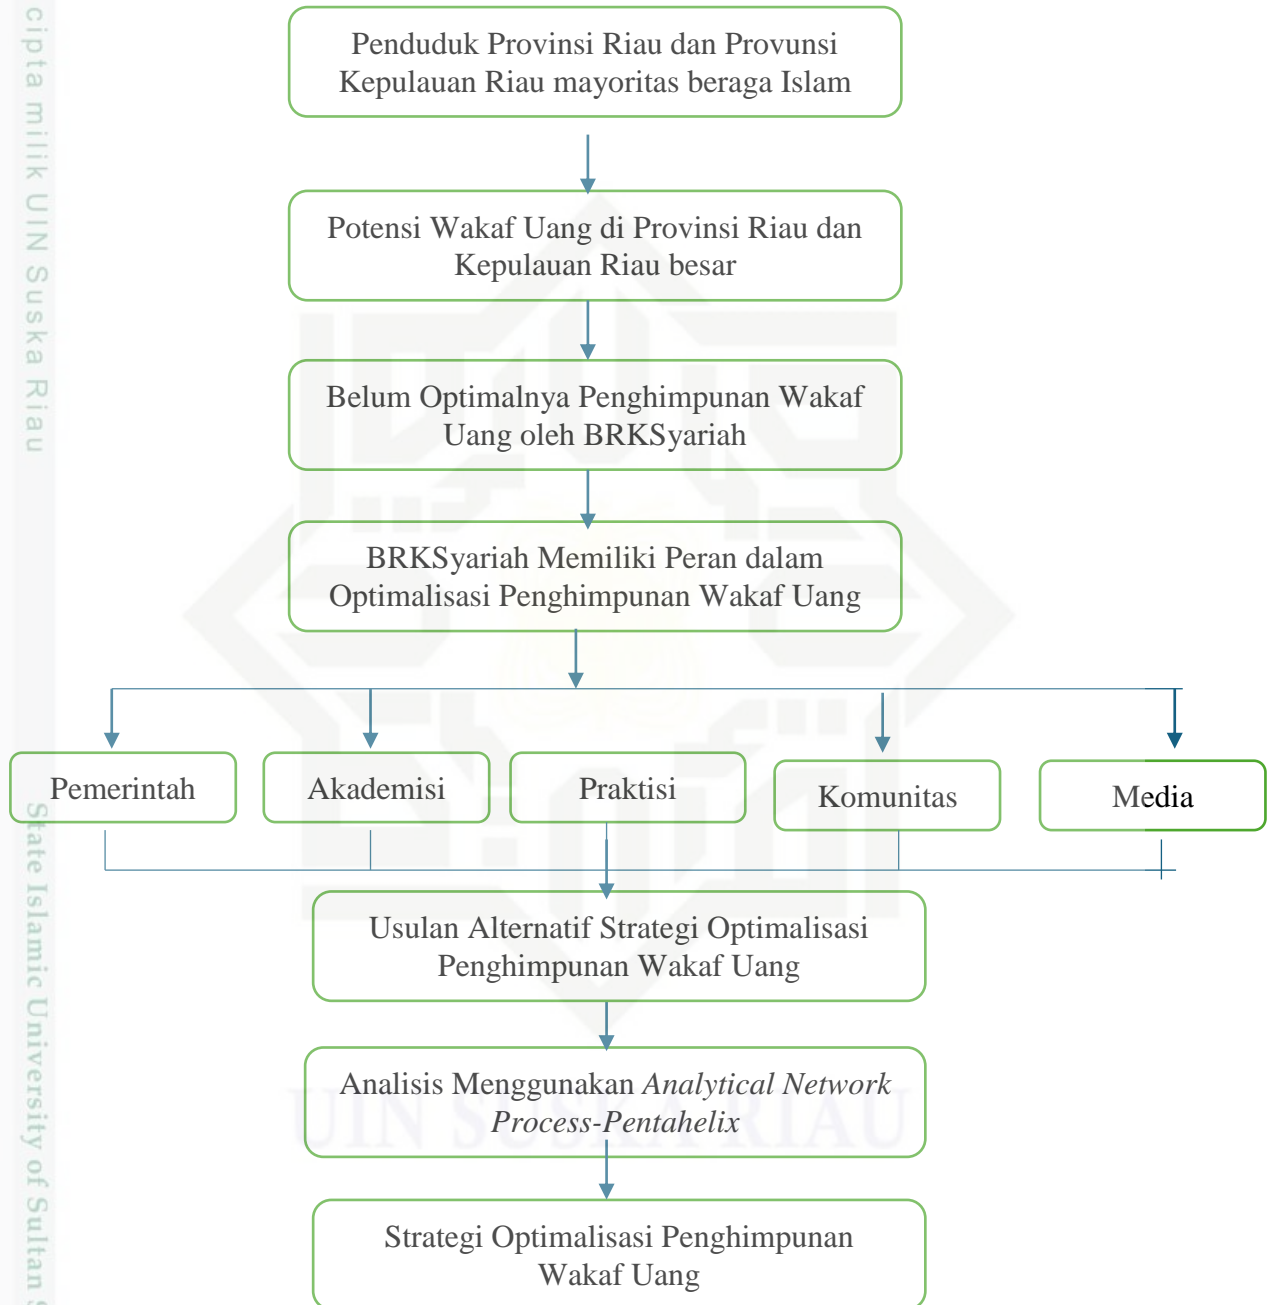 cipta milik UIN Suska Riau
Penduduk Provinsi Riau dan Provunsi
Kepulauan Riau mayoritas beraga Islam
Potensi Wakaf Uang di Provinsi Riau dan
Kepulauan Riau besar
Belum Optimalnya Penghimpunan Wakaf
Uang oleh BRKSyariah
BRKSyariah Memiliki Peran dalam
Optimalisasi Penghimpunan Wakaf Uang
Pemerintah
Akademisi
Praktisi
Komunitas
Media
State Islamic University of Sultan S
Usulan Alternatif Strategi Optimalisasi
Penghimpunan Wakaf Uang
Analisis Menggunakan Analytical Network
Process-Pentahelix
UIN SUSKA RIAU
Strategi Optimalisasi Penghimpunan
Wakaf Uang